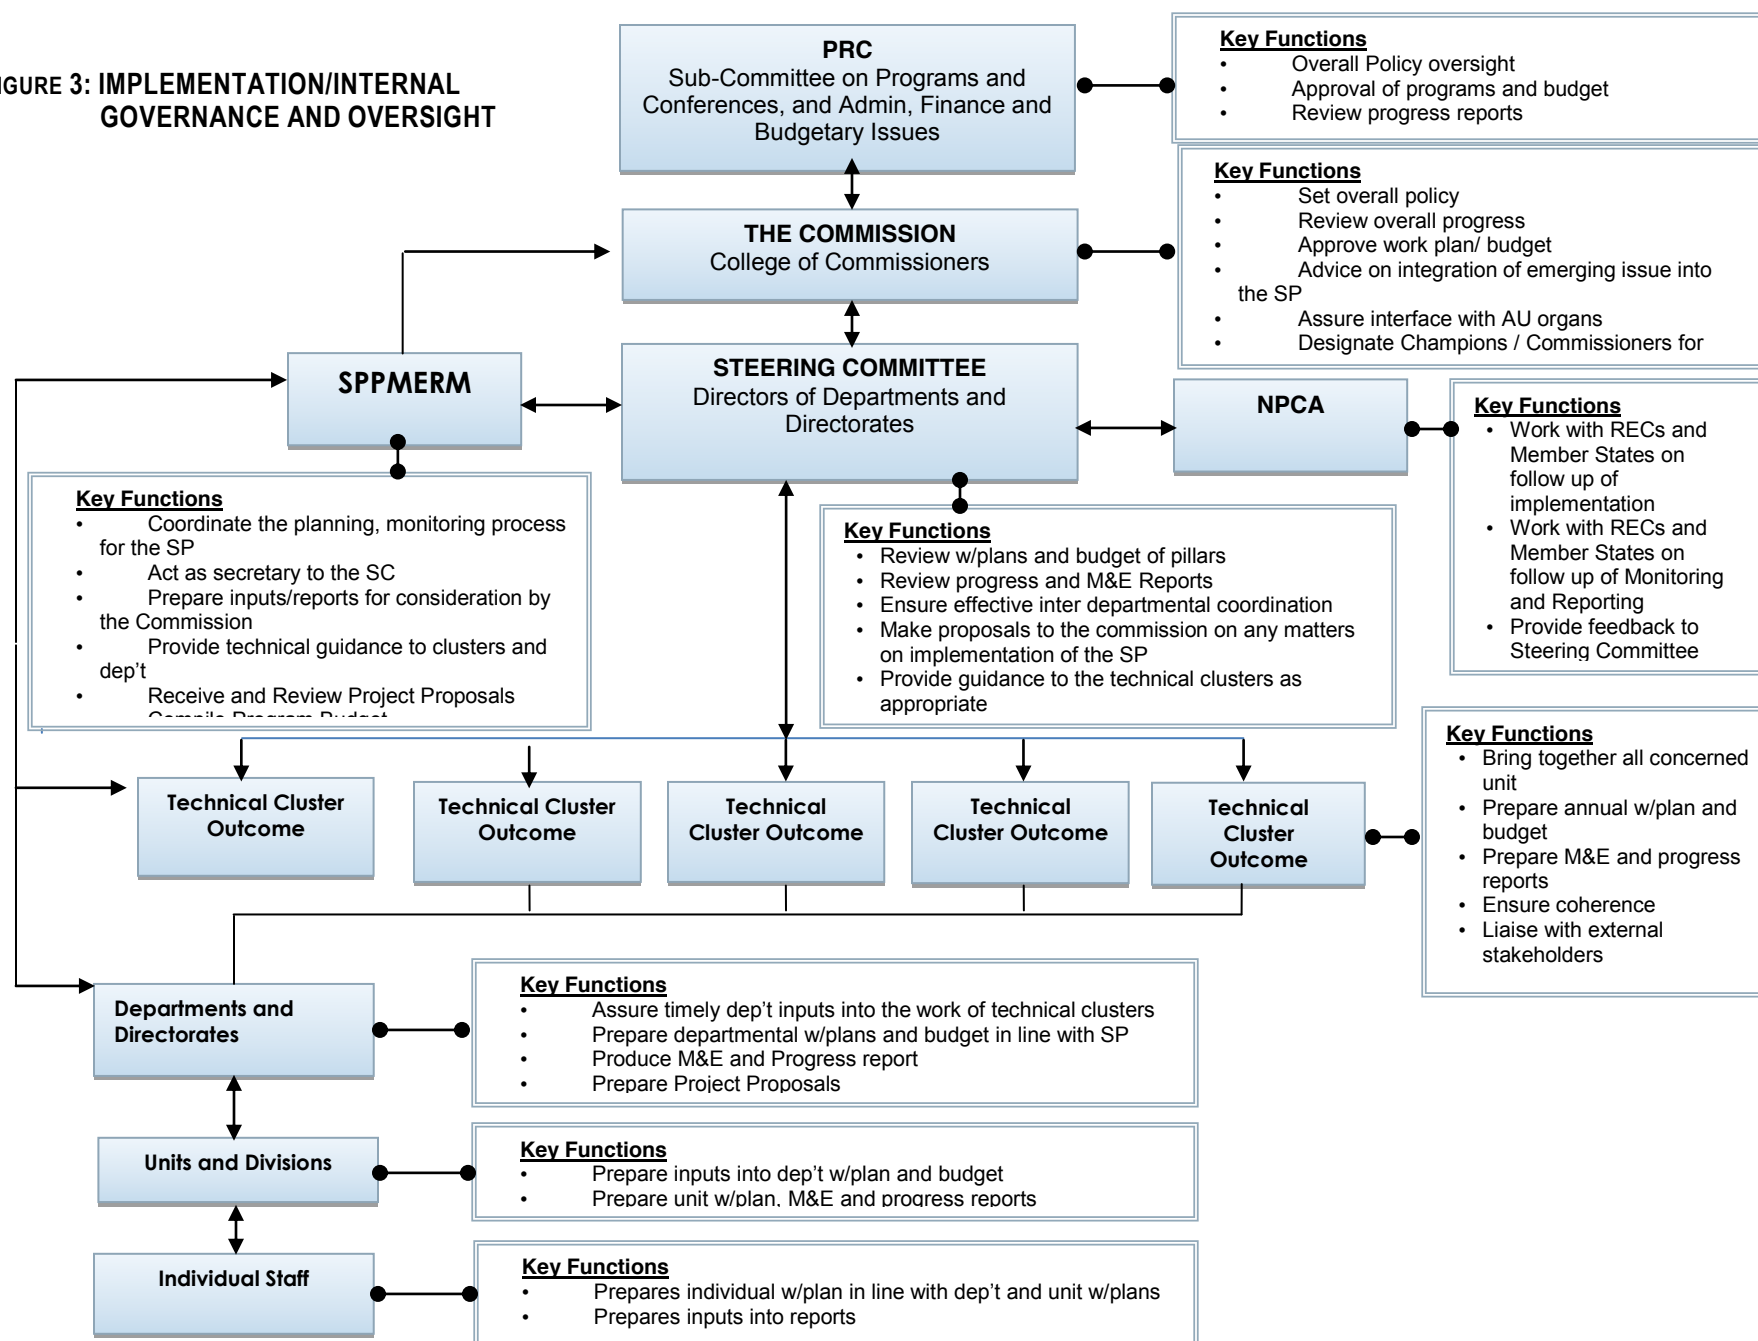 IGURE 3: IMPLEMENTATION/INTERNAL
GOVERNANCE AND OVERSIGHT
PRC
Sub-Committee on Programs and
Conferences, and Admin, Finance and
Budgetary Issues
Key Functions
• Overall Policy oversight
• Approval of programs and budget
• Review progress reports
THE COMMISSION
College of Commissioners
Key Functions
• Set overall policy
• Review overall progress
• Approve work plan/ budget
• Advice on integration of emerging issue into
the SP
• Assure interface with AU organs
• Designate Champions / Commissioners for
SPPMERM
STEERING COMMITTEE
Directors of Departments and
Directorates
NPCA
Key Functions
• Work with RECs and
Member States on
follow up of
implementation
• Work with RECs and
Member States on
follow up of Monitoring
and Reporting
• Provide feedback to
Steering Committee
Key Functions
• Coordinate the planning, monitoring process
for the SP
• Act as secretary to the SC
• Prepare inputs/reports for consideration by
the Commission
• Provide technical guidance to clusters and
dep't
• Receive and Review Project Proposals
Compile Program Budget
Key Functions
• Review w/plans and budget of pillars
• Review progress and M&E Reports
• Ensure effective inter departmental coordination
• Make proposals to the commission on any matters
on implementation of the SP
• Provide guidance to the technical clusters as
appropriate
Technical Cluster
Outcome
Technical Cluster
Outcome
Technical
Cluster Outcome
Technical
Cluster Outcome
Technical
Cluster
Outcome
Key Functions
• Bring together all concerned
unit
• Prepare annual w/plan and
budget
• Prepare M&E and progress
reports
• Ensure coherence
• Liaise with external
stakeholders
Departments and
Directorates
Key Functions
• Assure timely dep't inputs into the work of technical clusters
• Prepare departmental w/plans and budget in line with SP
• Produce M&E and Progress report
• Prepare Project Proposals
Units and Divisions
Key Functions
• Prepare inputs into dep't w/plan and budget
• Prepare unit w/plan, M&E and progress reports
Individual Staff
Key Functions
• Prepares individual w/plan in line with dep't and unit w/plans
• Prepares inputs into reports